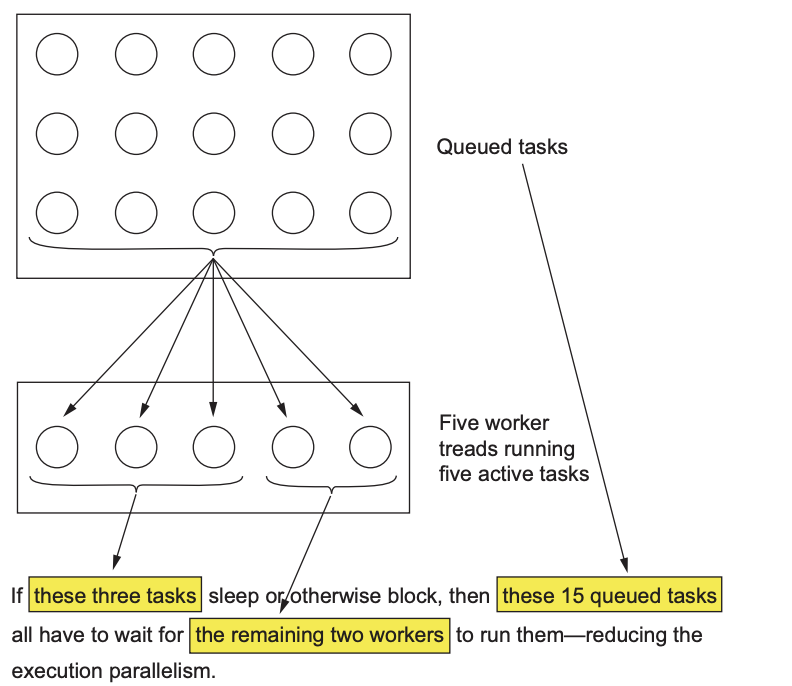 Queued tasks
Five worker
treads running
five active tasks
If these three tasks sleep or otherwise block, then these 15 queued tasks
all have to wait for the remaining two workers to run them—reducing the
execution parallelism.